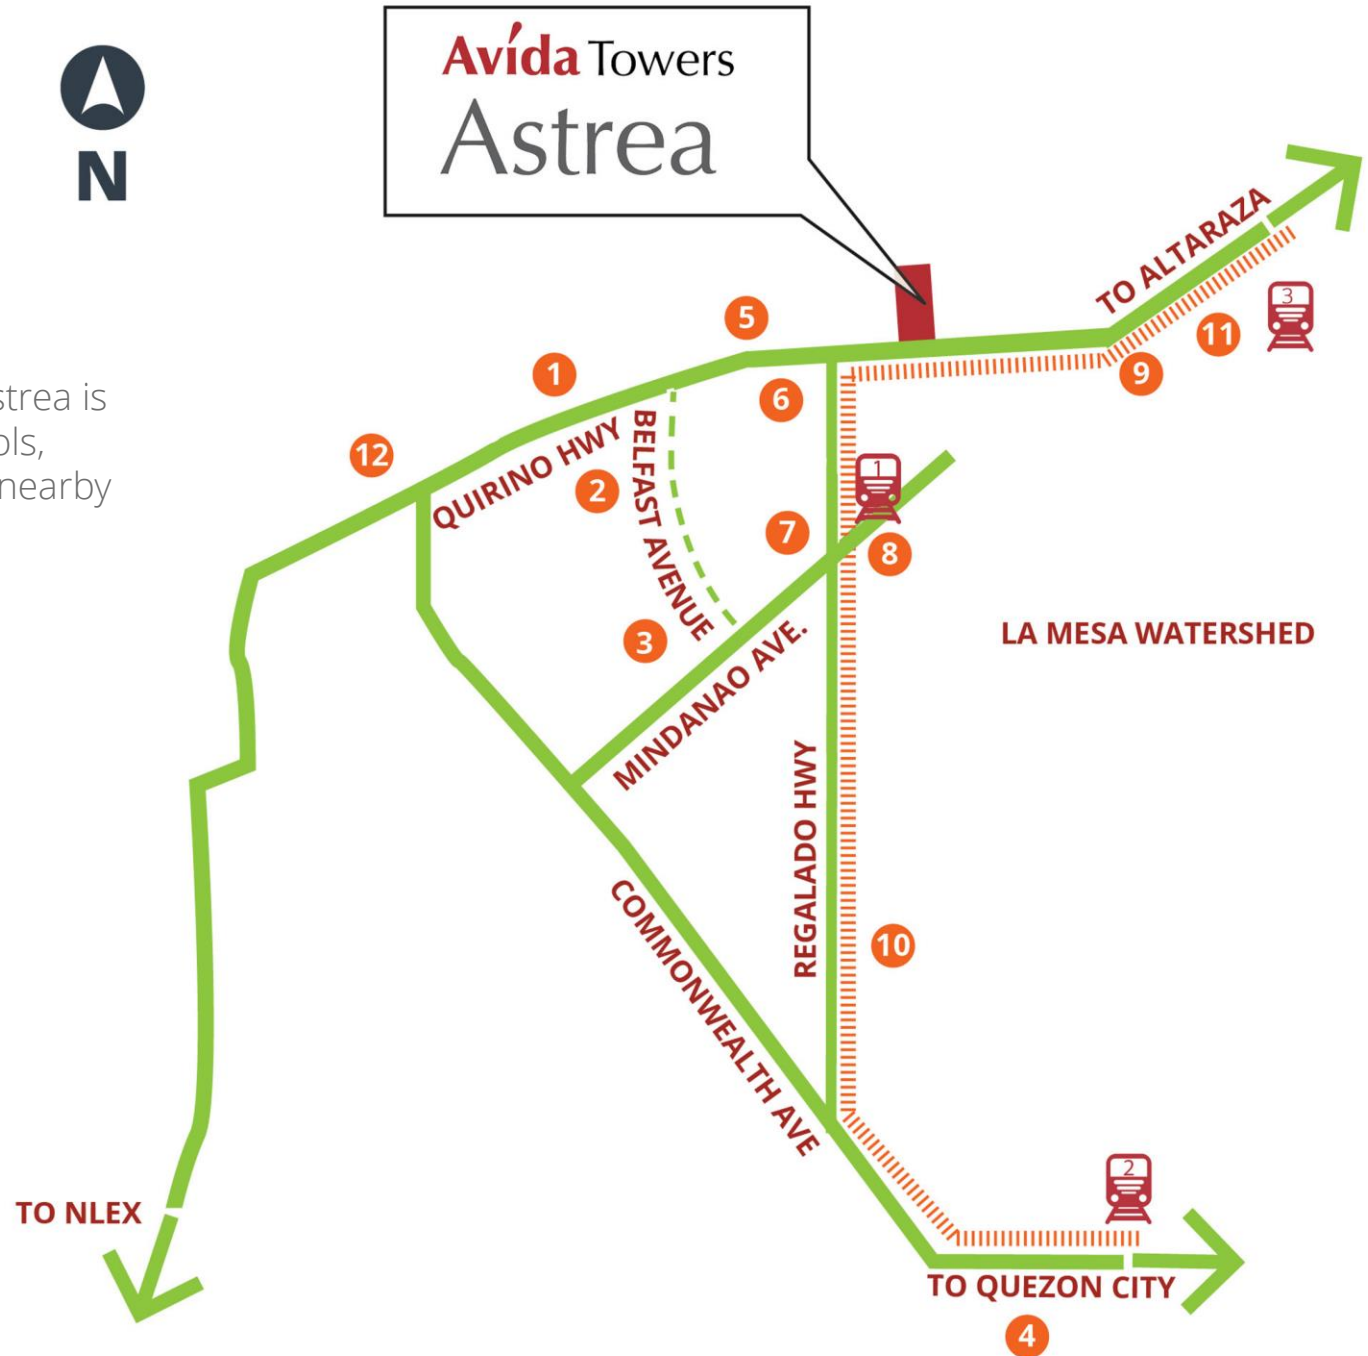 Avida Towers
Astrea
N
TO ALTARAZA
3
5
11
1
9
strea is
6
ols,
12
QUIRINO HWY
BELFAST AVENUE
nearby
1
2
7
8
3
LA MESA WATERSHED
MINDANAO AVE.
REGALADO HWY
COMMONWEALTH AVE
10
2
TO NLEX
TO QUEZON CITY
4